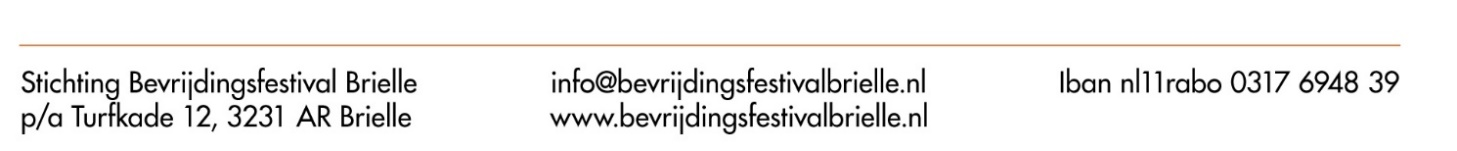 Stichting Bevrijdingsfestival Brielle
p/a Turfkade 12, 3231 AR Brielle
info@bevrijdingsfestivalbrielle.nl
www.bevrijdingsfestivalbrielle.nl
Iban nl11rabo 0317 6948 39